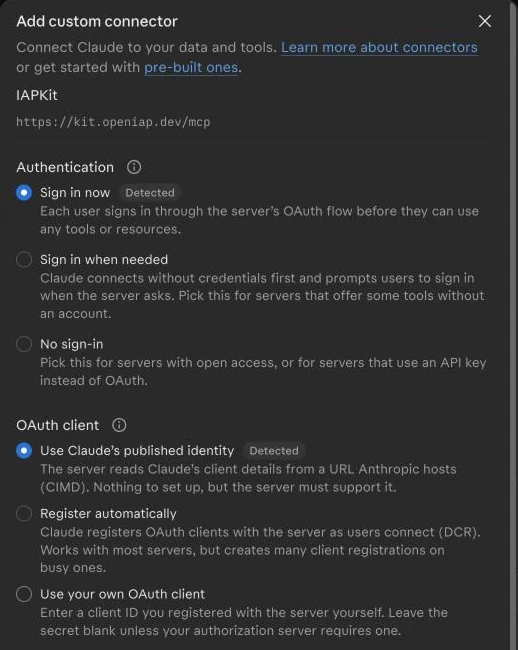 Add custom connector
Connect Claude to your data and tools. Learn more about connectors
or get started with pre-built ones.
IAPKit
https://kit.openiap.dev/mcp
Authentication
Sign in now Detected
Each user signs in through the server's OAuth flow before they can use
any tools or resources.
Sign in when needed
Claude connects without credentials first and prompts users to sign in
when the server asks. Pick this for servers that offer some tools without
an account.
No sign-in
Pick this for servers with open access, or for servers that use an API key
instead of OAuth.
OAuth client
Use Claude's published identity Detected
The server reads Claude's client details from a URL Anthropic hosts
(CIMD). Nothing to set up, but the server must support it.
Register automatically
Claude registers OAuth clients with the server as users connect (DCR).
Works with most servers, but creates many client registrations on
busy ones.
Use your own OAuth client
Enter a client ID you registered with the server yourself. Leave the
secret blank unless your authorization server requires one.